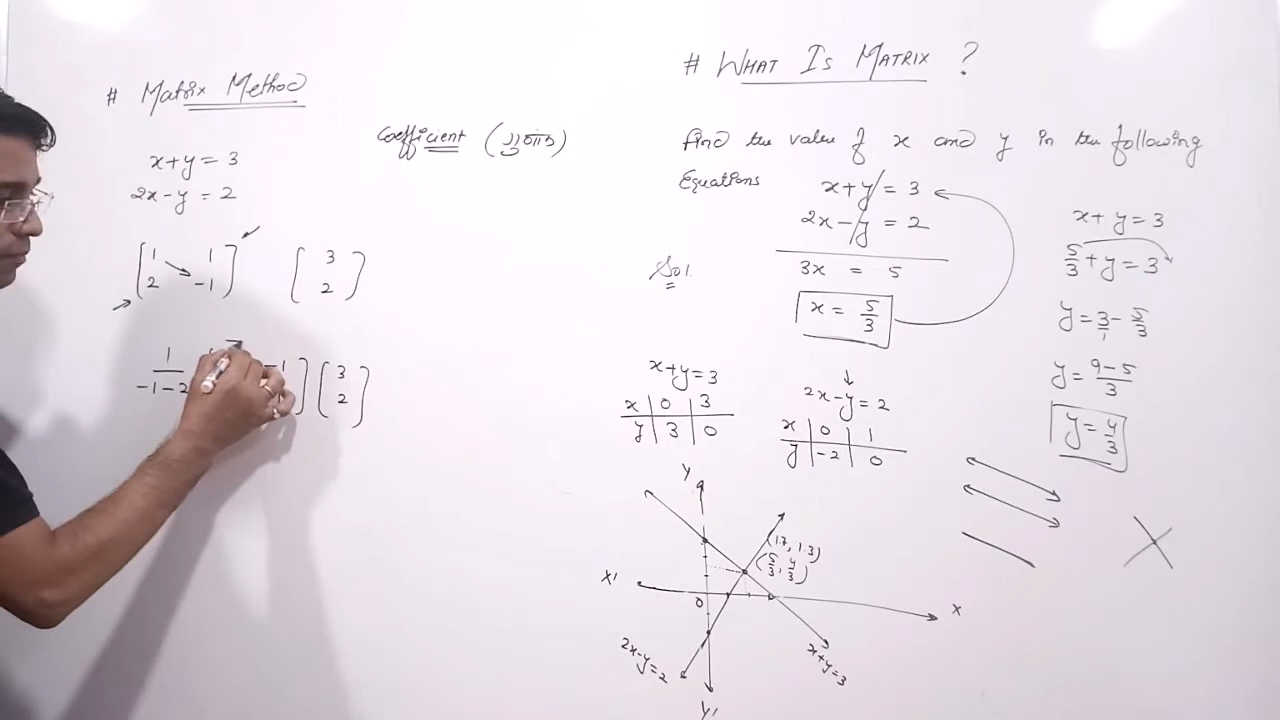 # Matrix Method
x+y = 3
2x-y = 2
[1 1
2 -1]
[3
2]
1/-1-2
-1]
[3
2]
Coefficient (गुणांक)
# WHAT IS MATRIX ?
Find the value of x and y in the following
Equations
x+y = 3
2x-y = 2
Sol.
3x = 5
x = 5/3
x+y=3
x | 0 | 3
y | 3 | 0
2x-y=2
x | 0 | 1
y | -2 | 0
x+y=3
5/3+y=3
y=3/1-5/3
y=9-5/3
y=4/3
Y
(1.7, 1.3)
(5/3, 4/3)
X'
0
X
2x-y=2
x+y=3
Y'